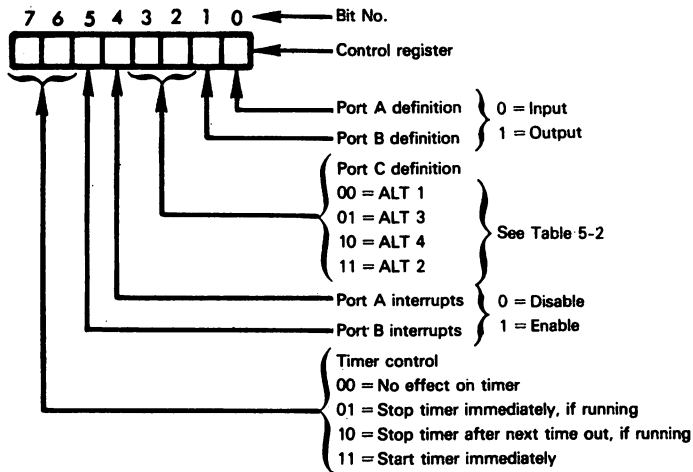 7 6 5 4 3 2 1 0 Bit No.
Control register
Port A definition
0 = Input
Port B definition
1 = Output
Port C definition
00 = ALT 1
01 = ALT 3
See Table 5-2
10 = ALT 4
11 = ALT 2
Port A interrupts
0 = Disable
Port B interrupts
1 = Enable
Timer control
00 = No effect on timer
01 = Stop timer immediately, if running
10 = Stop timer after next time out, if running
11 = Start timer immediately